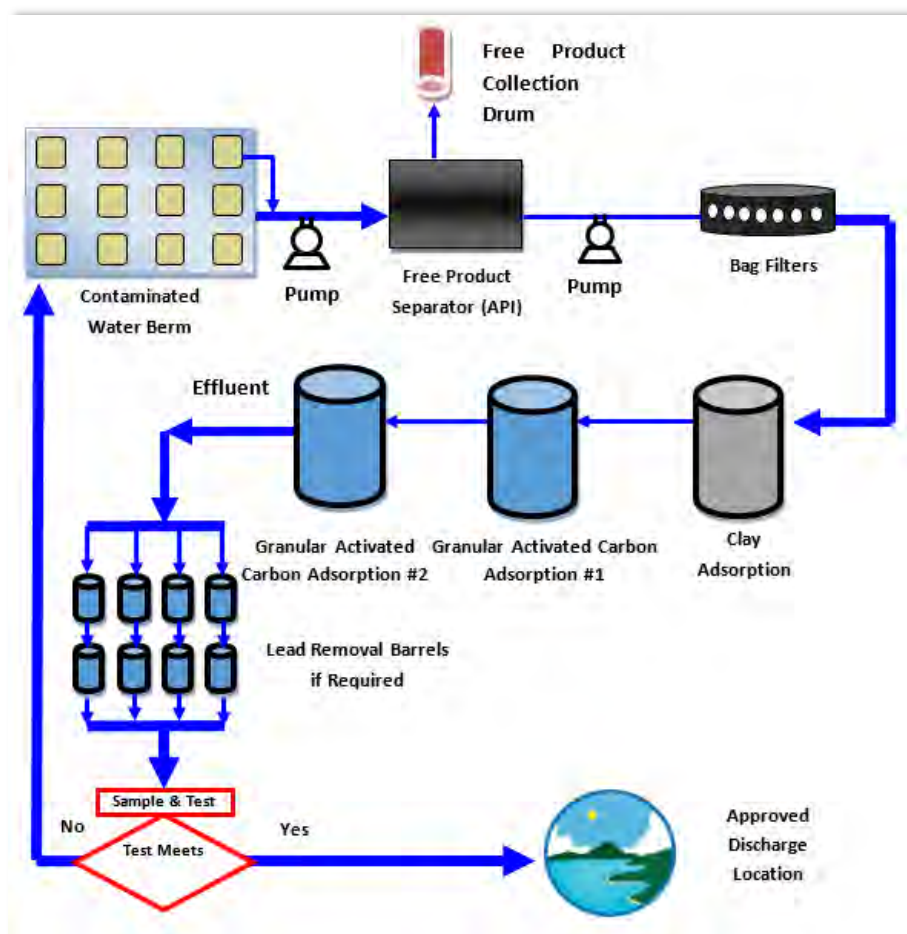 Free Product
Collection
Drum
Contaminated
Water Berm
Pump
Free Product
Separator (API)
Pump
Bag Filters
Effluent
Granular Activated
Carbon Adsorption #2
Granular Activated Carbon
Adsorption #1
Clay
Adsorption
Lead Removal Barrels
if Required
Sample & Test
No
Test Meets
Yes
Approved
Discharge
Location